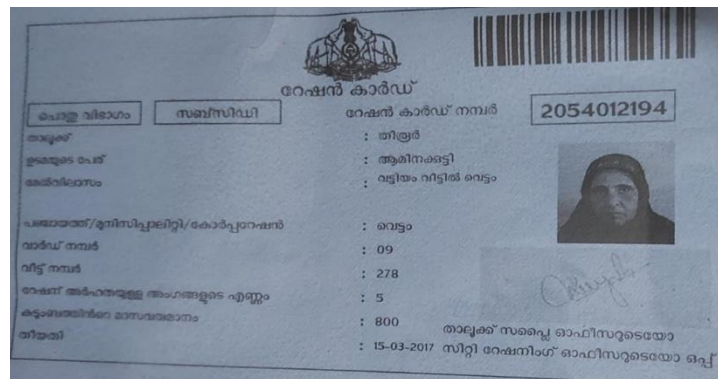 റേഷൻ കാർഡ്
പൊതു വിഭാഗം സബ്സിഡി റേഷൻ കാർഡ് നമ്പർ 2054012194
താലൂക്ക് : തിരൂർ
ഉടമയുടെ പേര് : ആമിനക്കുട്ടി
മേൽവിലാസം : വട്ടിയം വീട്ടിൽ വെട്ടം
പഞ്ചായത്ത്/മുനിസിപ്പാലിറ്റി/കോർപ്പറേഷൻ : വെട്ടം
വാർഡ് നമ്പർ : 09
വീട്ട് നമ്പർ : 278
റേഷന് അർഹതയുള്ള അംഗങ്ങളുടെ എണ്ണം : 5
കുടുംബത്തിൻറെ മാസവരുമാനം : 800
തീയതി : 15-03-2017
താലൂക്ക് സപ്ലൈ ഓഫീസറുടെയോ
സിറ്റി റേഷനിംഗ് ഓഫീസറുടെയോ ഒപ്പ്